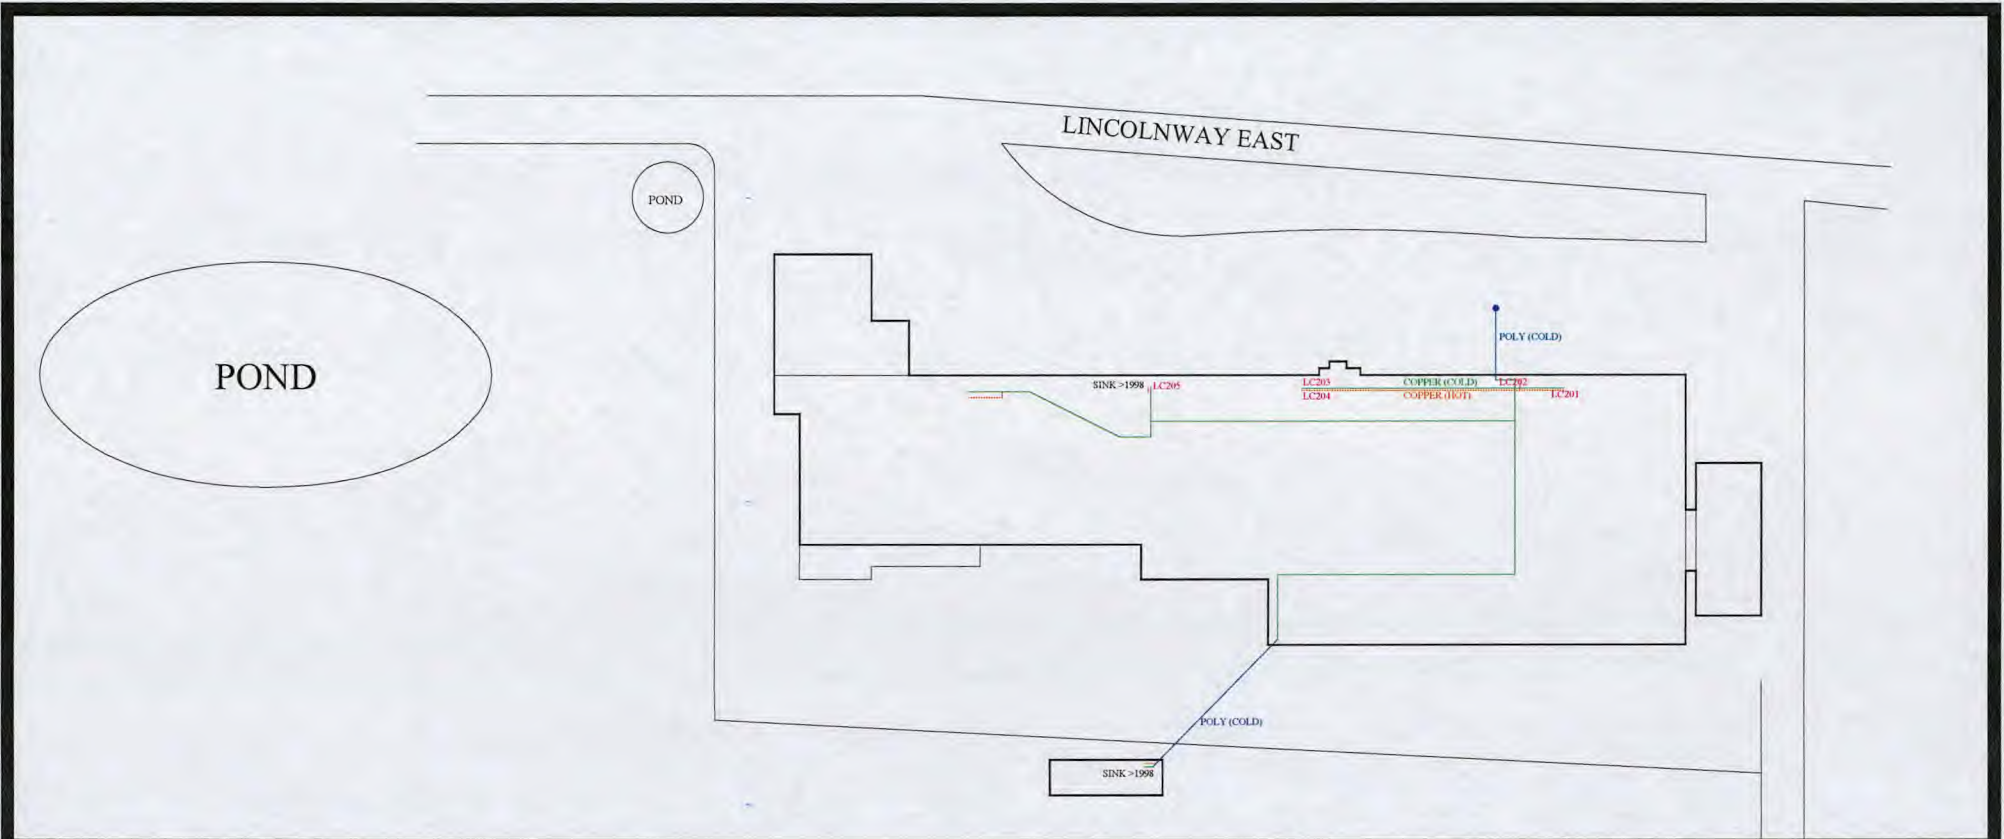 LINCOLNWAY EAST
POND
POND
POLY (COLD)
SINK >1998
LC205
LC203
COPPER (COLD)
LC202
LC204
COPPER (HOT)
LC201
POLY (COLD)
SINK >1998